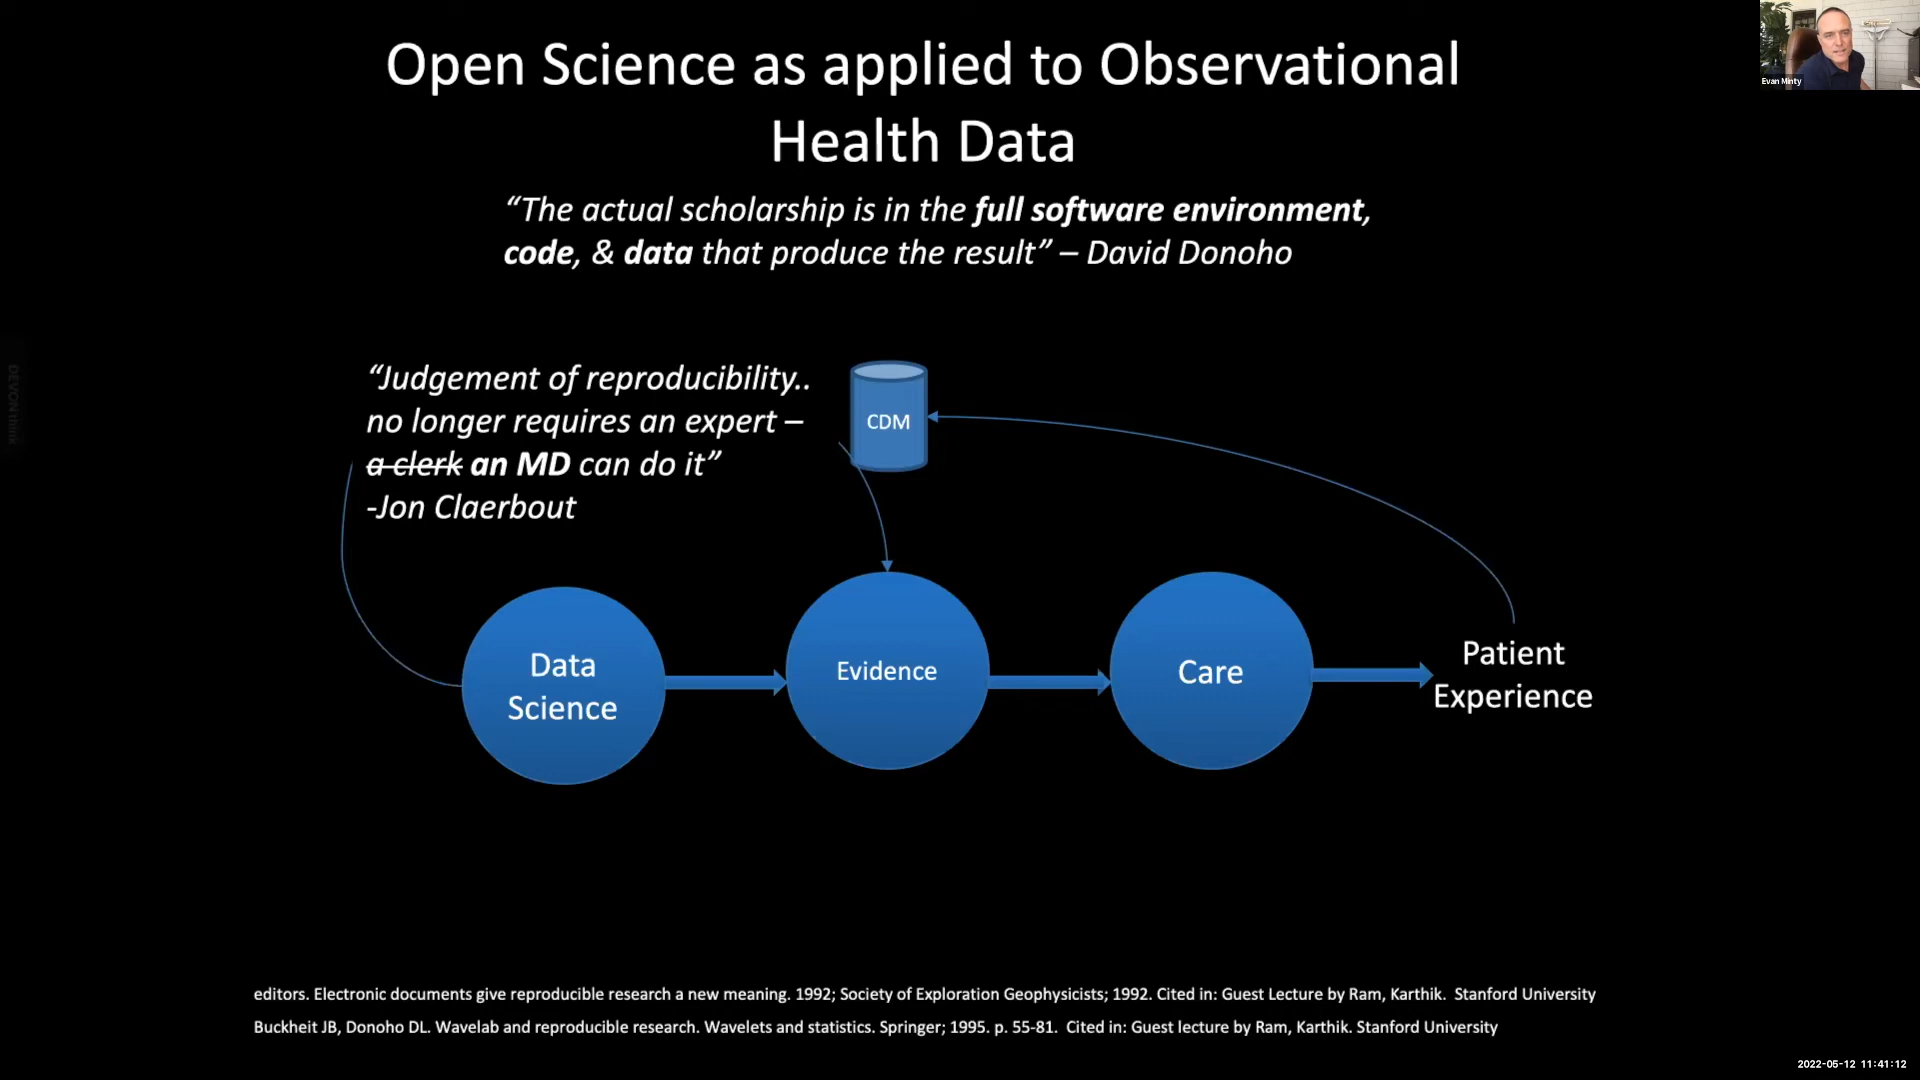 Open Science as applied to Observational
Health Data
“The actual scholarship is in the full software environment,
code, & data that produce the result” – David Donoho
“Judgement of reproducibility..
no longer requires an expert –
a clerk an MD can do it”
-Jon Claerbout
CDM
Data
Science
Evidence
Care
Patient
Experience
editors. Electronic documents give reproducible research a new meaning. 1992; Society of Exploration Geophysicists; 1992. Cited in: Guest Lecture by Ram, Karthik.  Stanford University
Buckheit JB, Donoho DL. Wavelab and reproducible research. Wavelets and statistics. Springer; 1995. p. 55-81.  Cited in: Guest lecture by Ram, Karthik. Stanford University
Evan Minty
2022-05-12 11:41:12